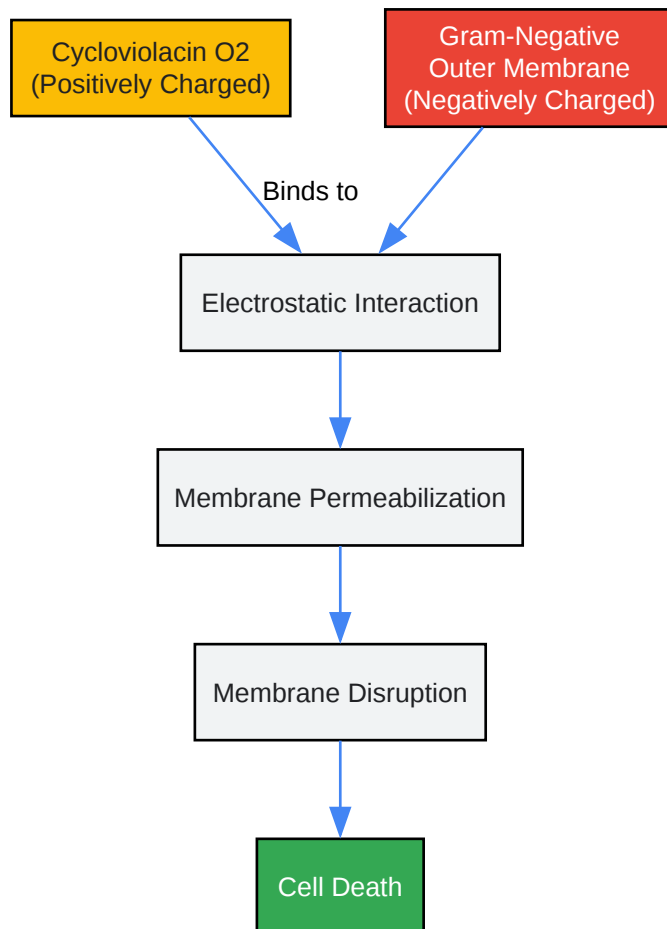 Cycloviolacin O2
(Positively Charged)
Gram-Negative
Outer Membrane
(Negatively Charged)
Binds to
Electrostatic Interaction
Membrane Permeabilization
Membrane Disruption
Cell Death